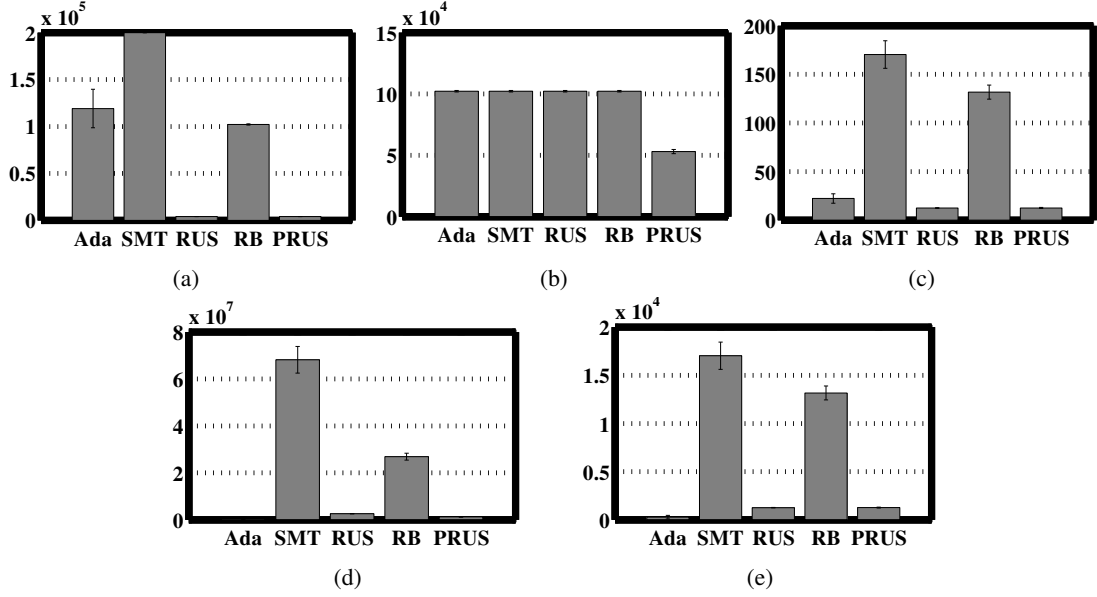 x 10^5
2
1.5
1
0.5
0
Ada SMT RUS RB PRUS
(a)
x 10^4
15
10
5
0
Ada SMT RUS RB PRUS
(b)
200
150
100
50
0
Ada SMT RUS RB PRUS
(c)
x 10^7
8
6
4
2
0
Ada SMT RUS RB PRUS
(d)
x 10^4
2
1.5
1
0.5
0
Ada SMT RUS RB PRUS
(e)